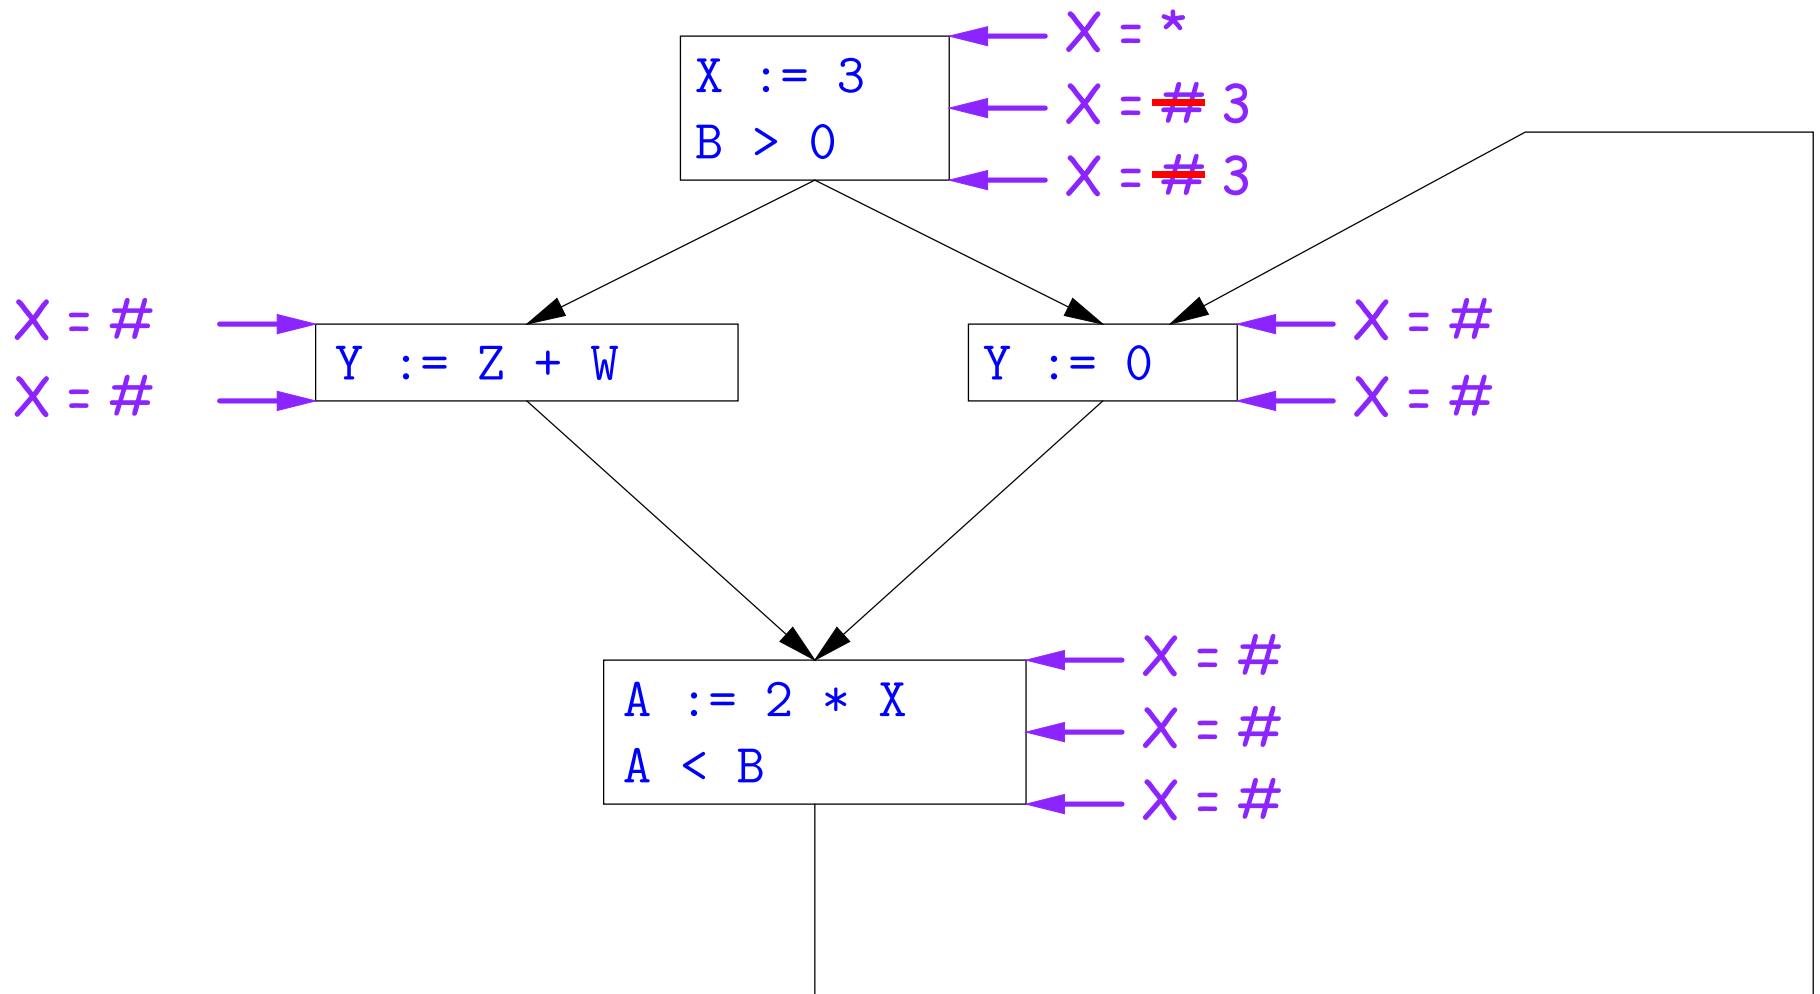 X = *
X := 3
X = # 3
B > 0
X = # 3
X = #
Y := Z + W
X = #
Y := 0
X = #
X = #
X = #
A := 2 * X
X = #
A < B
X = #